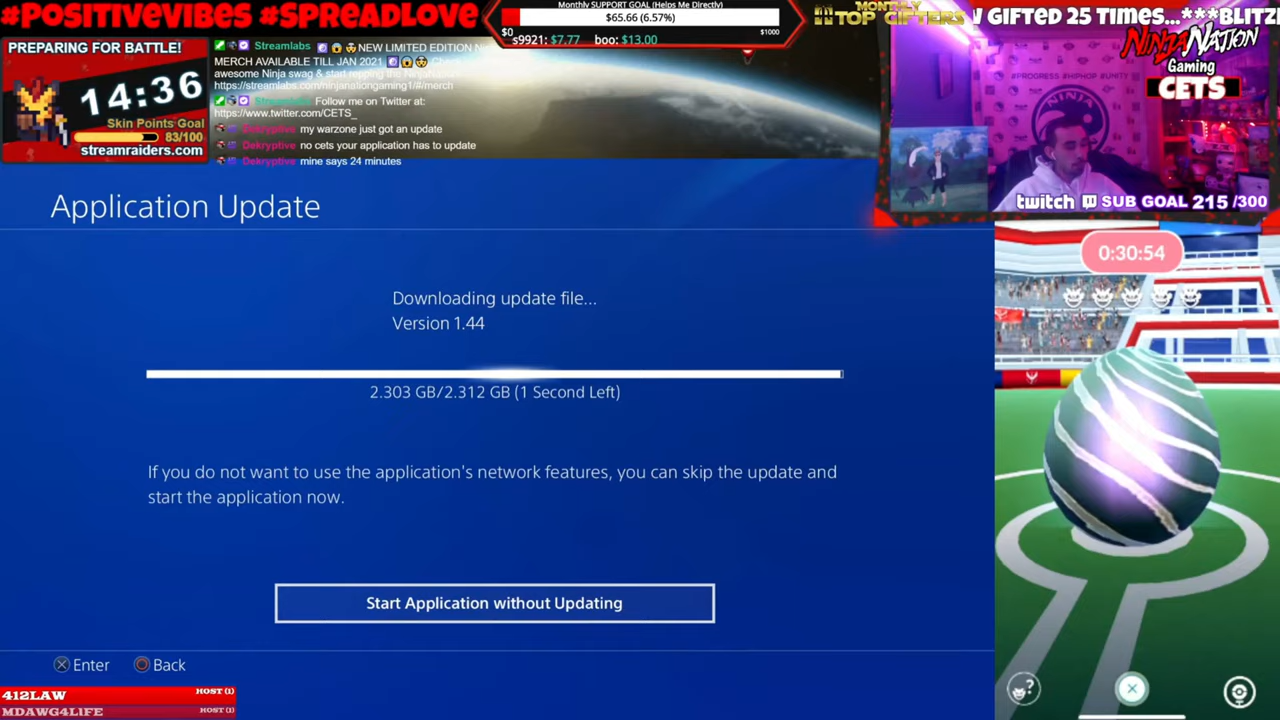 #POSITIVEVIBES #SPREADLOVE
Monthly SUPPORT GOAL (Helps Me Directly)
$65.66 (6.57%)
$0
$1000
s9921: $7.77 boo: $13.00
MONTHLY
TOP GIFTERS
GIFTED 25 TIMES...***BLITZ
PREPARING FOR BATTLE!
14:36
Skin Points Goal
83/100
streamraiders.com
Streamlabs NEW LIMITED EDITION
MERCH AVAILABLE TILL JAN 2021
awesome Ninja swag & start repping the
https://streamlabs.com/ninjanationgaming1/#/merch
Streamlabs Follow me on Twitter at:
https://www.twitter.com/CETS_
Dekryptive my warzone just got an update
Dekryptive no cets your application has to update
Dekryptive mine says 24 minutes
NINJANATION
Gaming
CETS
#PROGRESS #HIPHOP #UNITY
NINJA
twitch SUB GOAL 215 /300
Application Update
Downloading update file...
Version 1.44
2.303 GB/2.312 GB (1 Second Left)
If you do not want to use the application's network features, you can skip the update and
start the application now.
Start Application without Updating
Enter Back
0:30:54
412LAW HOST (1)
MDAWG4LIFE HOST (1)